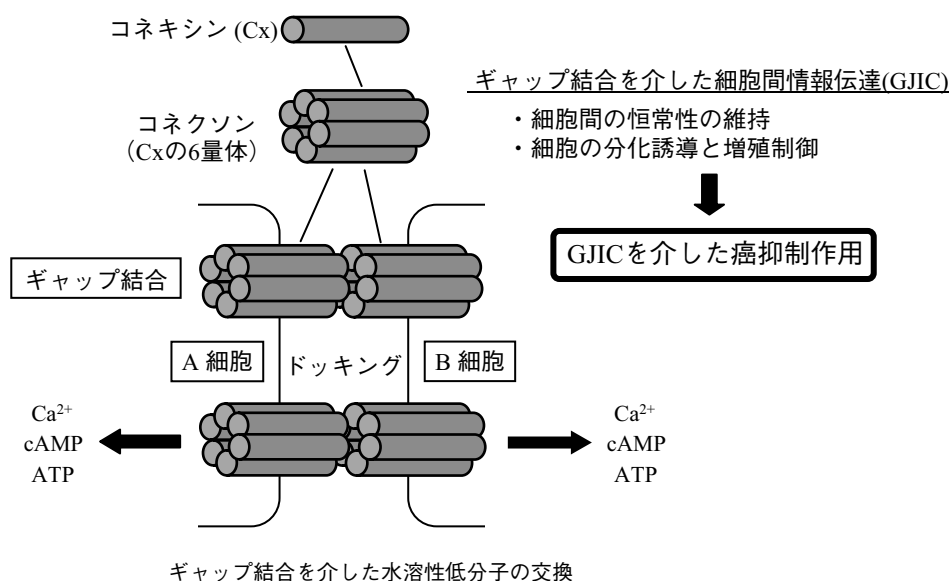 コネキシン (Cx)
コネクソン
（Cxの6量体）
ギャップ結合を介した細胞間情報伝達(GJIC)
・細胞間の恒常性の維持
・細胞の分化誘導と増殖制御
GJICを介した癌抑制作用
ギャップ結合
A 細胞
ドッキング
B 細胞
Ca²⁺
cAMP
ATP
Ca²⁺
cAMP
ATP
ギャップ結合を介した水溶性低分子の交換